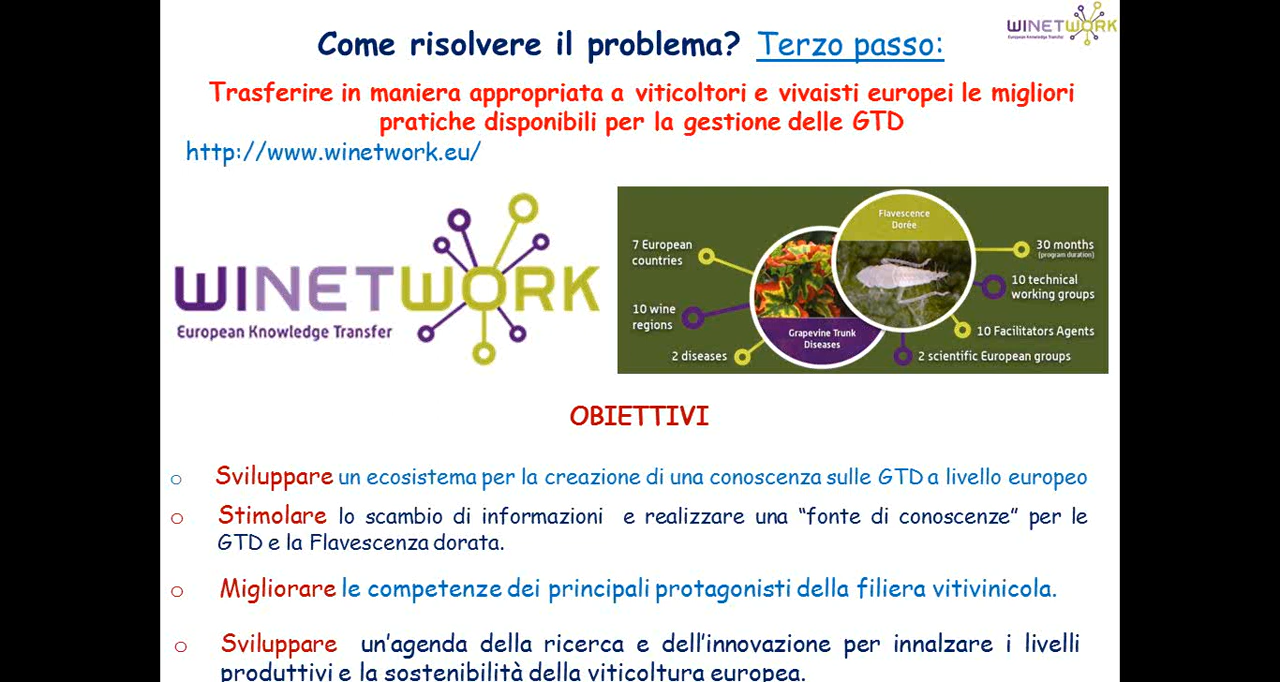 WINETWORK
European Knowledge Transfer
Come risolvere il problema? Terzo passo:
Trasferire in maniera appropriata a viticoltori e vivaisti europei le migliori
pratiche disponibili per la gestione delle GTD
http://www.winetwork.eu/
WINETWORK
European Knowledge Transfer
7 European
countries
10 wine
regions
2 diseases
Grapevine Trunk
Diseases
Flavescence
Dorée
30 months
(program duration)
10 technical
working groups
10 Facilitators Agents
2 scientific European groups
OBIETTIVI
o Sviluppare un ecosistema per la creazione di una conoscenza sulle GTD a livello europeo
o Stimolare lo scambio di informazioni e realizzare una “fonte di conoscenze” per le
GTD e la Flavescenza dorata.
o Migliorare le competenze dei principali protagonisti della filiera vitivinicola.
o Sviluppare un’agenda della ricerca e dell’innovazione per innalzare i livelli
produttivi e la sostenibilità della viticoltura europea.